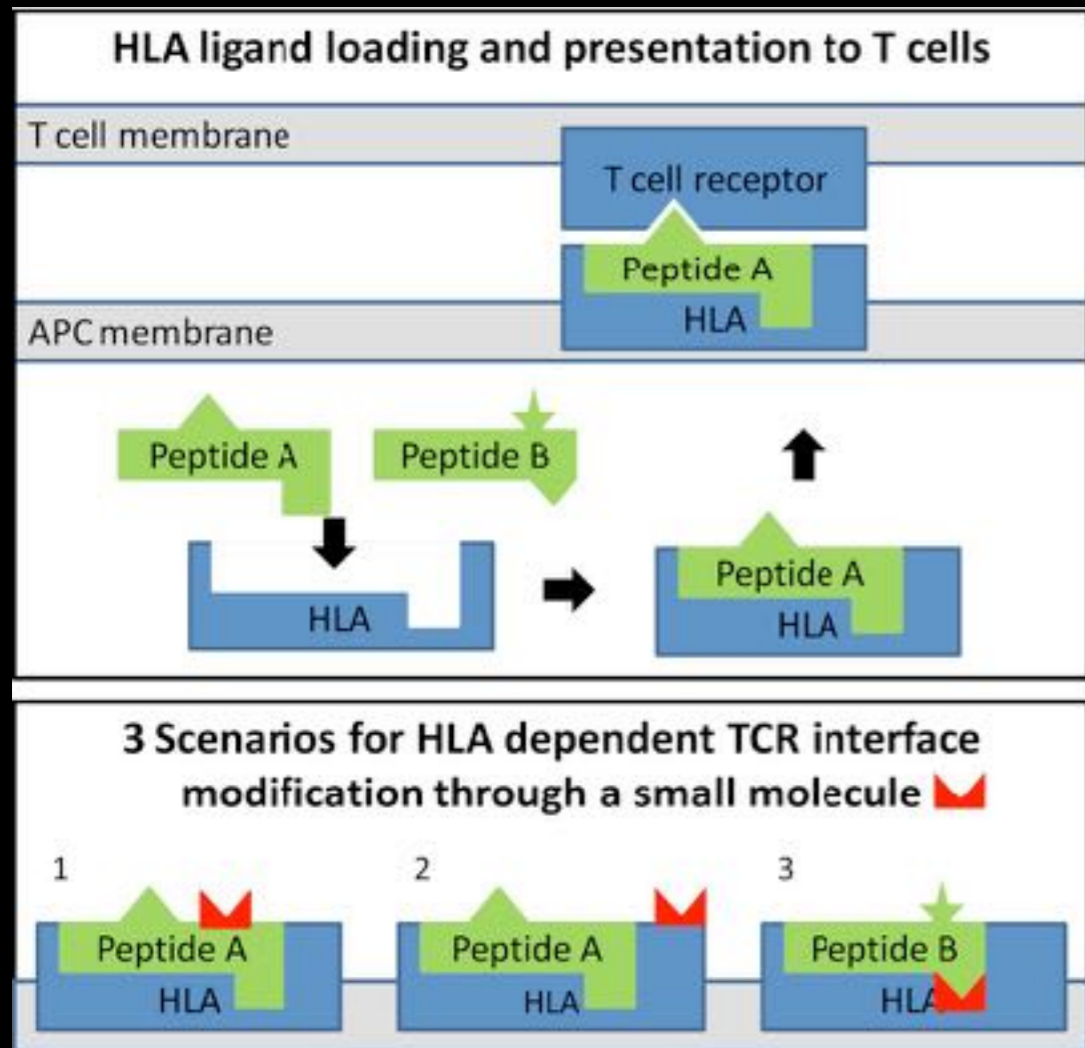 HLA ligand loading and presentation to T cells
T cell membrane
T cell receptor
Peptide A
HLA
APC membrane
Peptide A
Peptide B
HLA
Peptide A
HLA
3 Scenarios for HLA dependent TCR interface
modification through a small molecule
1
2
3
Peptide A
HLA
Peptide A
HLA
Peptide B
HLA